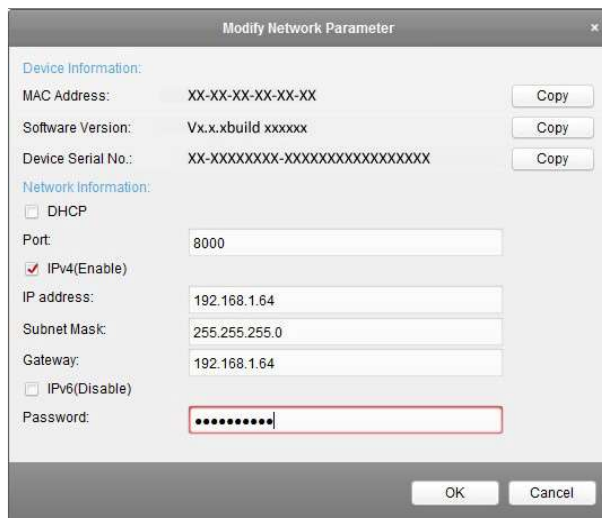 Modify Network Parameter ×
Device Information:
MAC Address: XX-XX-XX-XX-XX-XX Copy
Software Version: Vx.x.xbuild xxxxxx Copy
Device Serial No.: XX-XXXXXXXX-XXXXXXXXXXXXXXXXX Copy
Network Information:
DHCP
Port: 8000
IPv4(Enable)
IP address: 192.168.1.64
Subnet Mask: 255.255.255.0
Gateway: 192.168.1.64
IPv6(Disable)
Password: ●●●●●●●●●●
OK Cancel